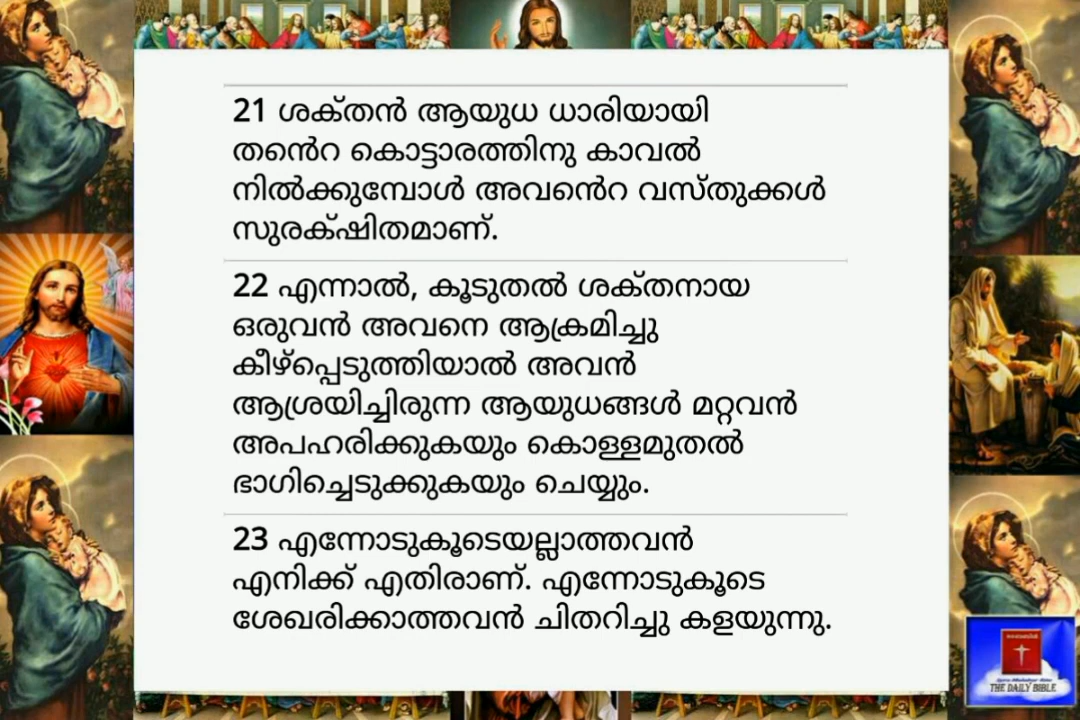 21 ശക്തൻ ആയുധ ധാരിയായി
തൻെറ കൊട്ടാരത്തിനു കാവൽ
നിൽക്കുമ്പോൾ അവൻെറ വസ്തുക്കൾ
സുരക്ഷിതമാണ്.
22 എന്നാൽ, കൂടുതൽ ശക്തനായ
ഒരുവൻ അവനെ ആക്രമിച്ചു
കീഴ്പ്പെടുത്തിയാൽ അവൻ
ആശ്രയിച്ചിരുന്ന ആയുധങ്ങൾ മറ്റവൻ
അപഹരിക്കുകയും കൊള്ളമുതൽ
ഭാഗിച്ചെടുക്കുകയും ചെയ്യും.
23 എന്നോടുകൂടെയല്ലാത്തവൻ
എനിക്ക് എതിരാണ്. എന്നോടുകൂടെ
ശേഖരിക്കാത്തവൻ ചിതറിച്ചു കളയുന്നു.
THE DAILY BIBLE